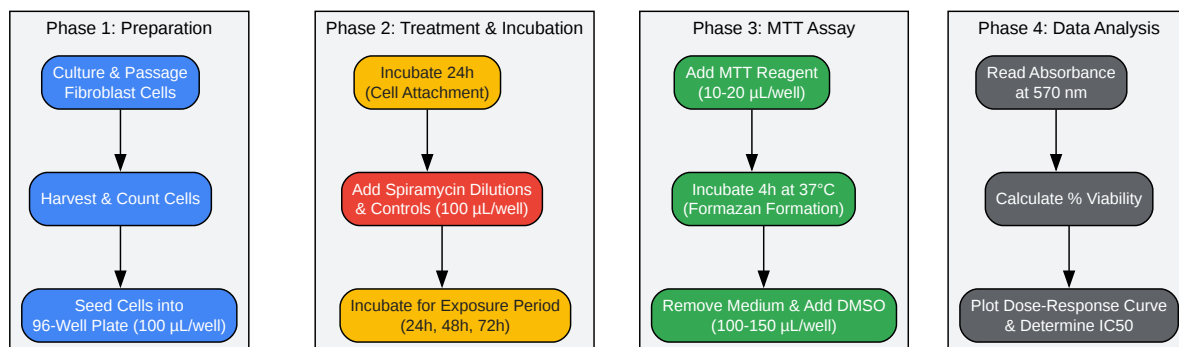 Phase 1: Preparation
Culture & Passage
Fibroblast Cells
Harvest & Count Cells
Seed Cells into
96-Well Plate (100 µL/well)
Phase 2: Treatment & Incubation
Incubate 24h
(Cell Attachment)
Add Spiramycin Dilutions
& Controls (100 µL/well)
Incubate for Exposure Period
(24h, 48h, 72h)
Phase 3: MTT Assay
Add MTT Reagent
(10-20 µL/well)
Incubate 4h at 37°C
(Formazan Formation)
Remove Medium & Add DMSO
(100-150 µL/well)
Phase 4: Data Analysis
Read Absorbance
at 570 nm
Calculate % Viability
Plot Dose-Response Curve
& Determine IC50